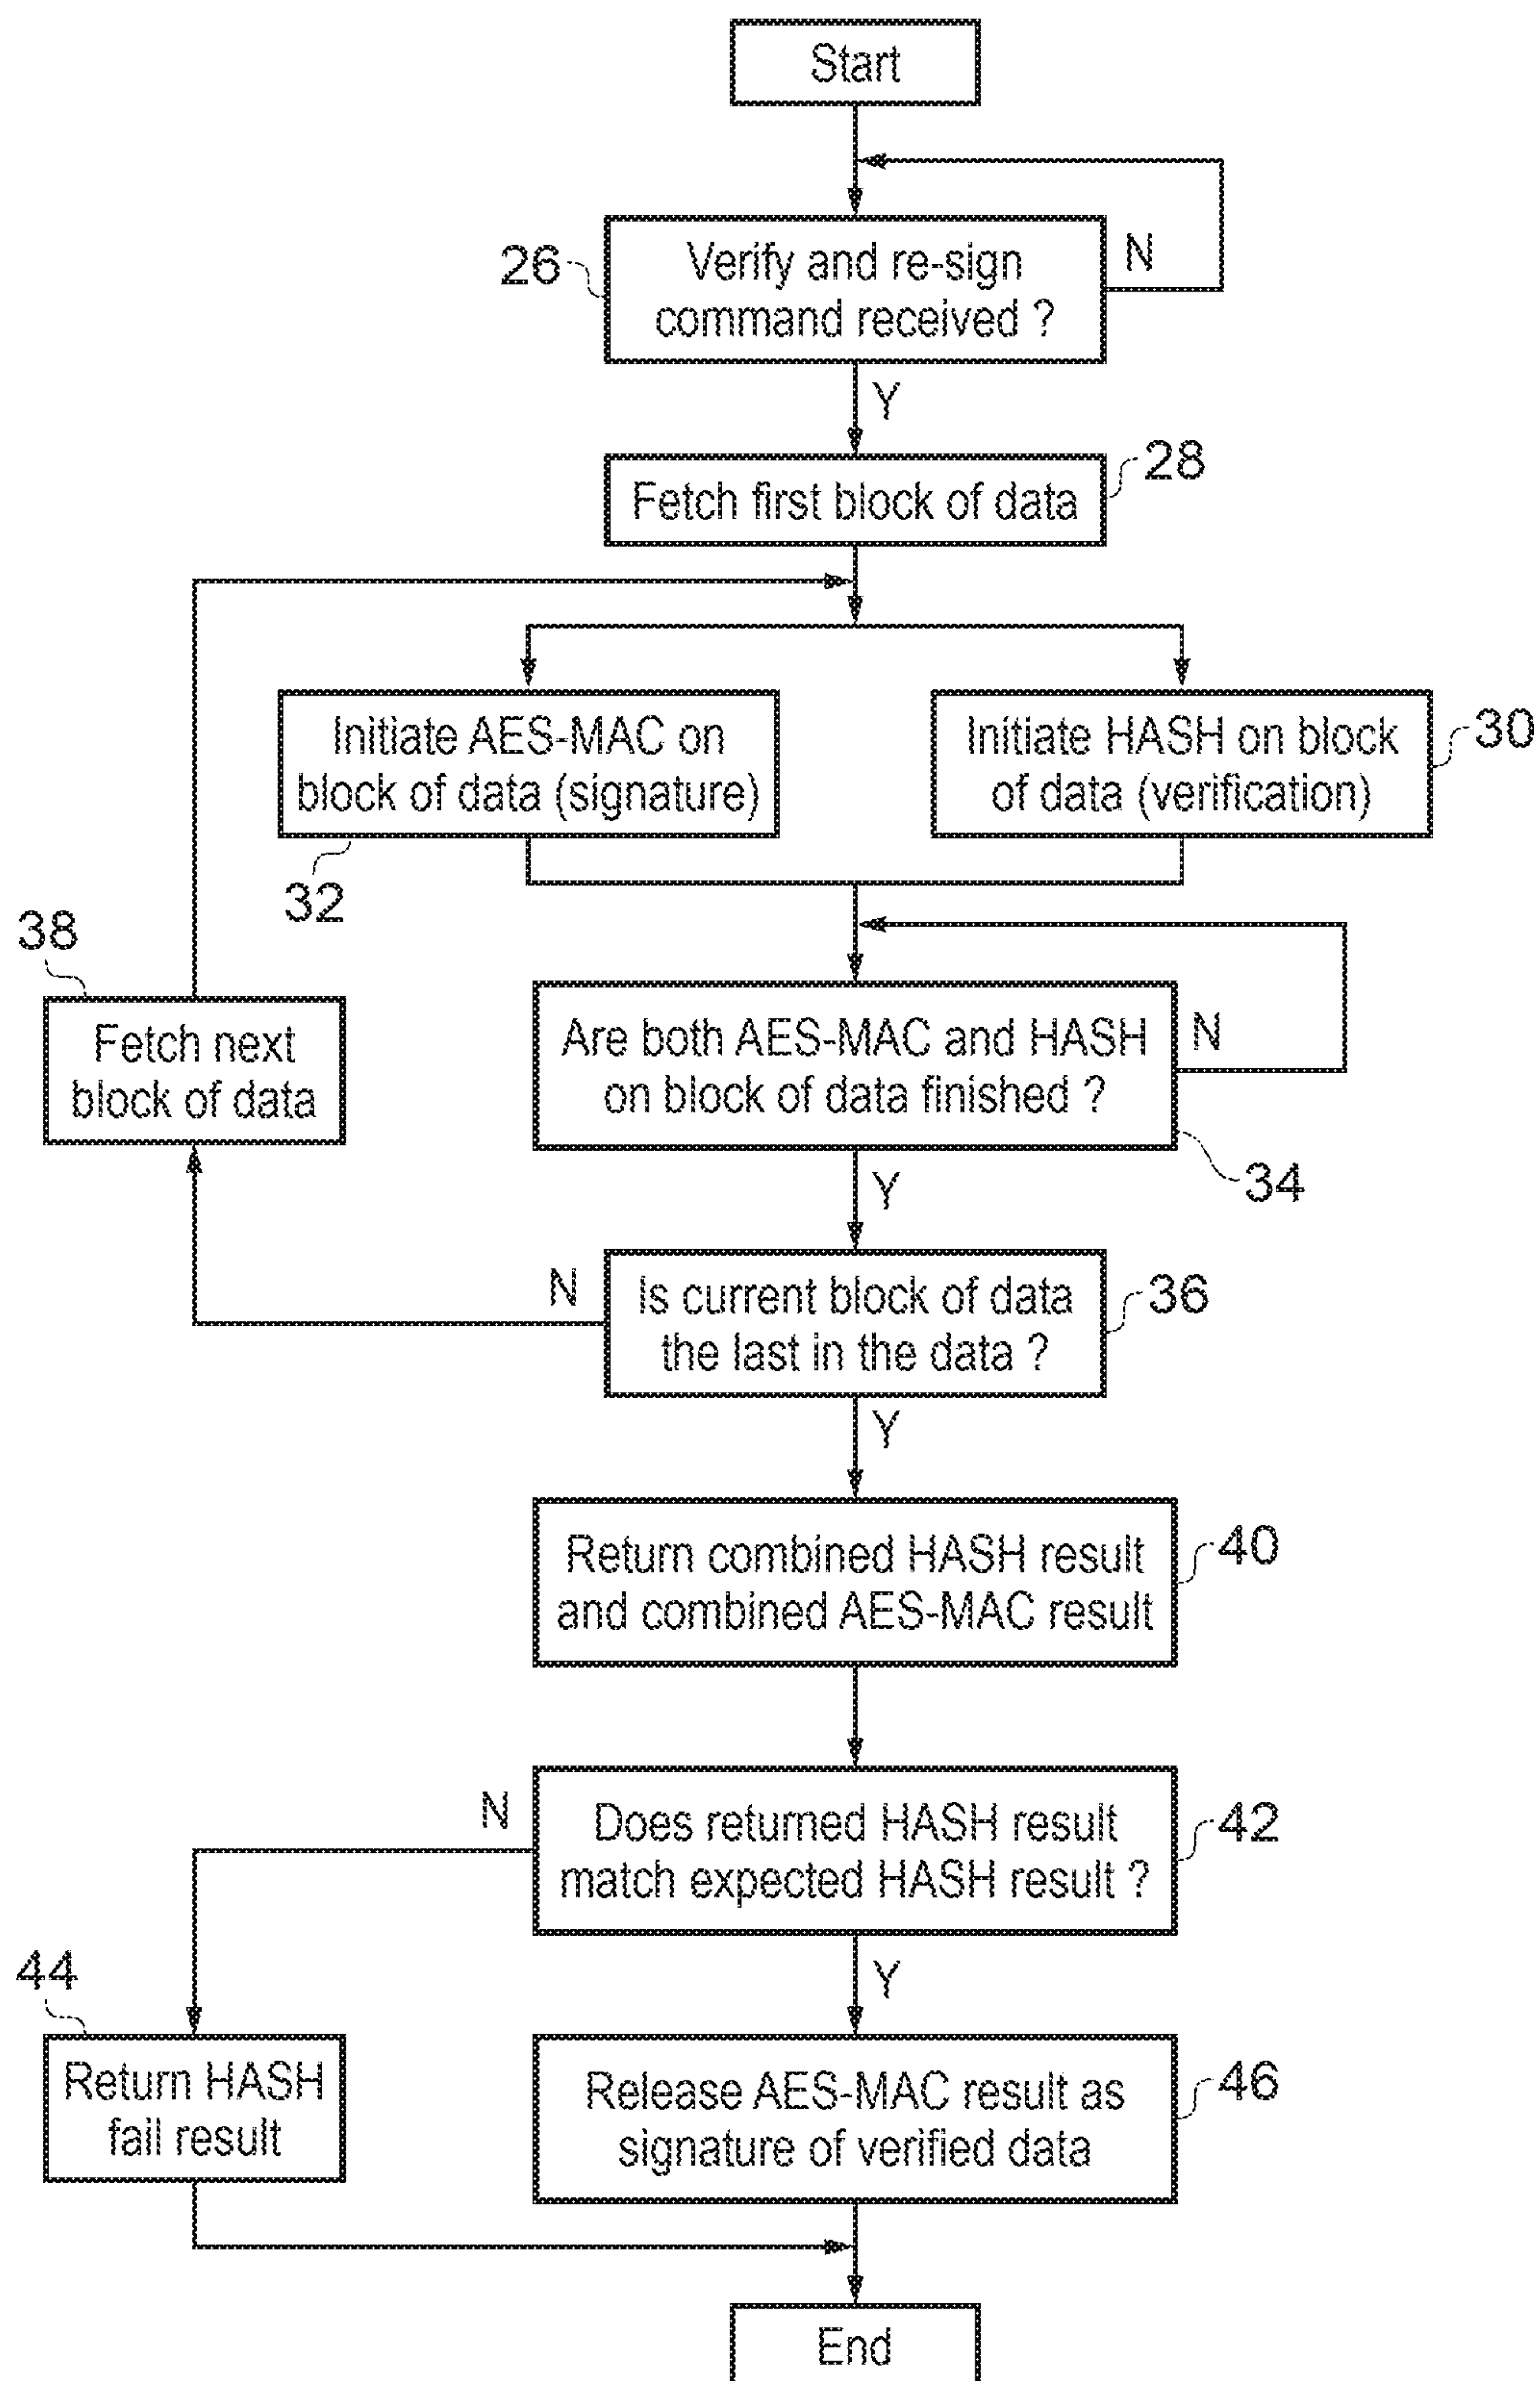 Start
26
Verify and re-sign
command received ?
N
Y
Fetch first block of data
28
Initiate AES-MAC on
block of data (signature)
32
Initiate HASH on block
of data (verification)
30
38
Fetch next
block of data
Are both AES-MAC and HASH
on block of data finished ?
N
34
Y
N
Is current block of data
the last in the data ?
36
Y
Return combined HASH result
and combined AES-MAC result
40
N
Does returned HASH result
match expected HASH result ?
42
Y
44
Return HASH
fail result
Release AES-MAC result as
signature of verified data
46
End